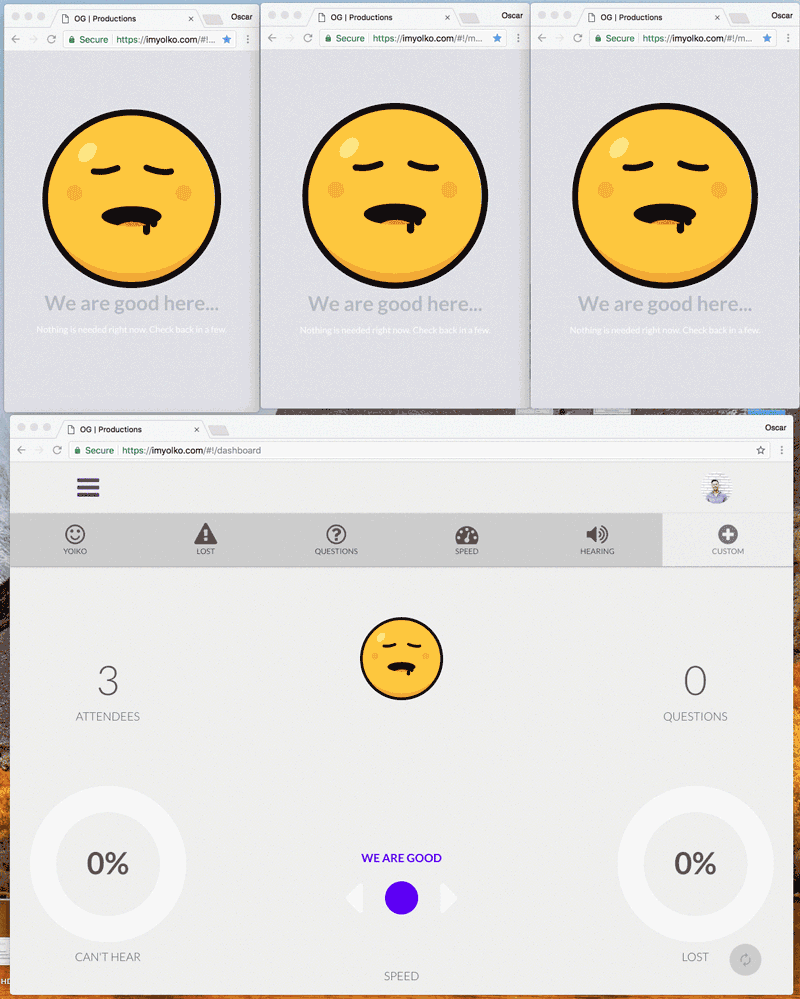 OG | Productions
Oscar
Secure
https://imyolko.com/#!...
We are good here...
Nothing is needed right now. Check back in a few.
OG | Productions
Oscar
Secure
https://imyolko.com/#!/m...
We are good here...
Nothing is needed right now. Check back in a few.
OG | Productions
Oscar
Secure
https://imyolko.com/#!/m...
We are good here...
Nothing is needed right now. Check back in a few.
OG | Productions
Oscar
Secure
https://imyolko.com/#!/dashboard
YOIKO
LOST
QUESTIONS
SPEED
HEARING
CUSTOM
3
ATTENDEES
0
QUESTIONS
0%
CAN'T HEAR
WE ARE GOOD
SPEED
0%
LOST